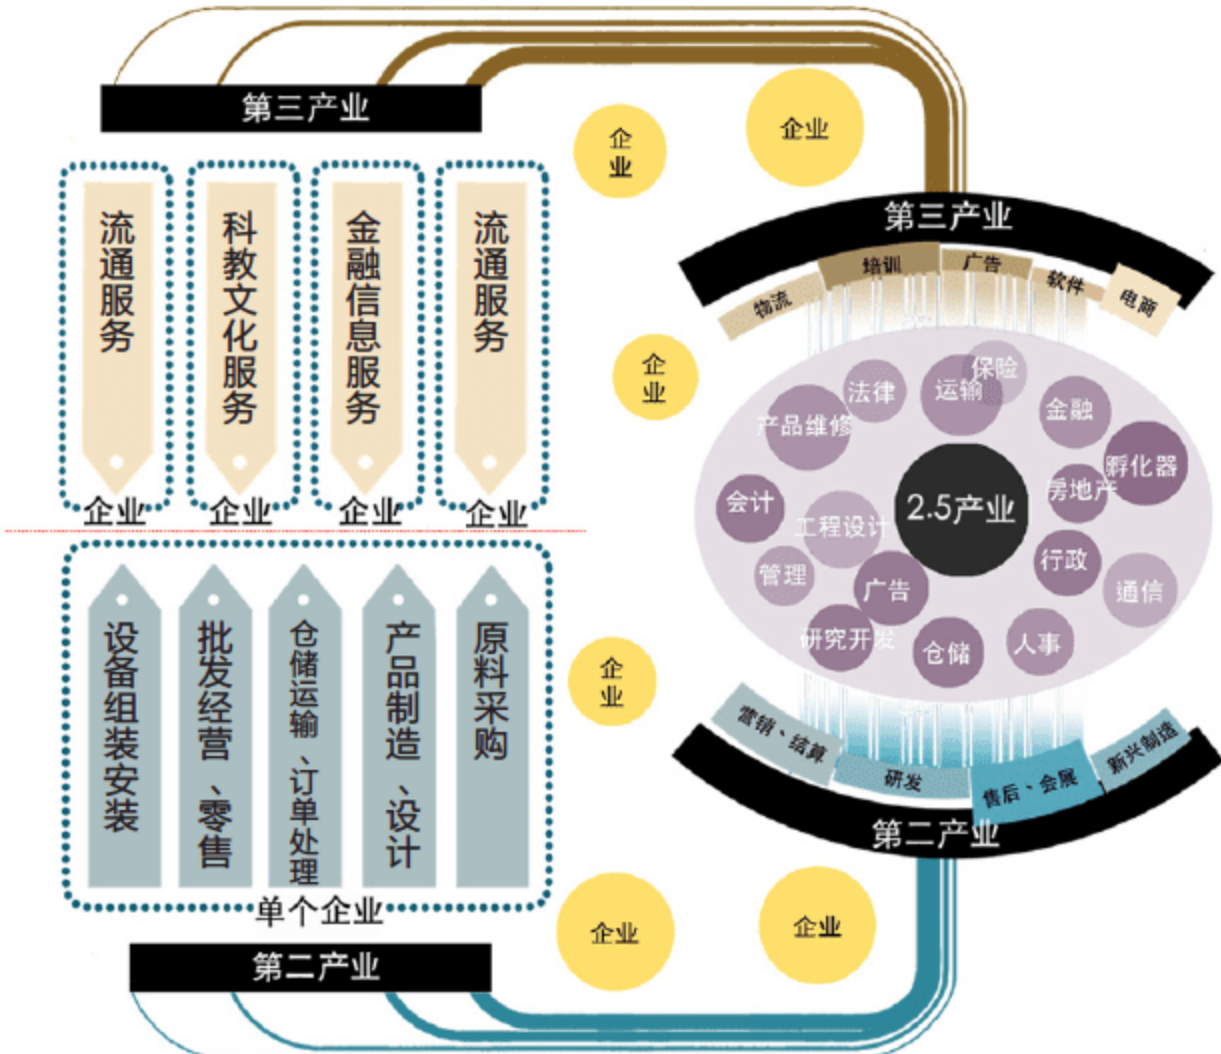 第三产业
流通服务
科教文化服务
金融信息服务
流通服务
企业
企业
企业
企业
设备组装安装
批发经营、零售
仓储运输、订单处理
产品制造、设计
原料采购
单个企业
第二产业
企业
企业
企业
企业
企业
企业
第三产业
物流
培训
广告
软件
电商
保险
法律
运输
产品维修
金融
孵化器
房地产
会计
2.5产业
工程设计
行政
管理
广告
通信
研究开发
仓储
人事
营销、结算
研发
售后、会展
新兴制造
第二产业